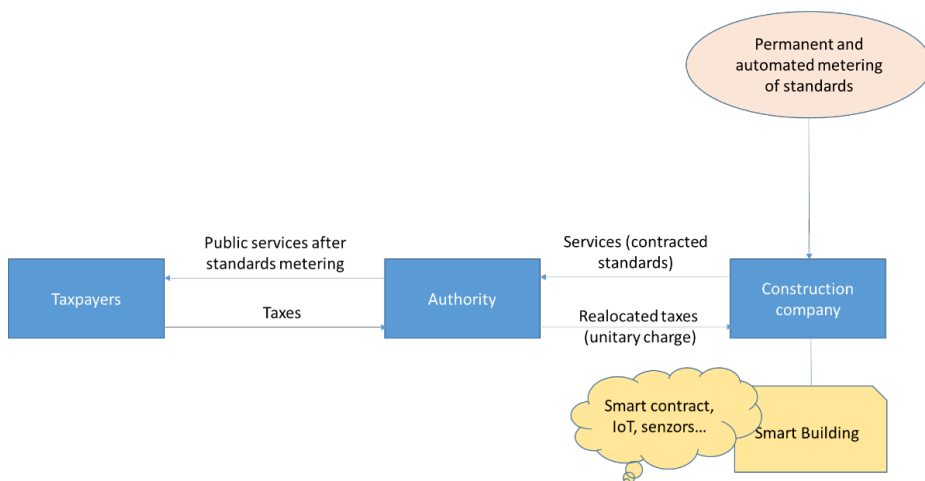 Permanent and
automated metering
of standards
Public services after
standards metering
Services (contracted
standards)
Taxpayers
Authority
Construction
company
Taxes
Realocated taxes
(unitary charge)
Smart contract,
IoT, senzors...
Smart Building